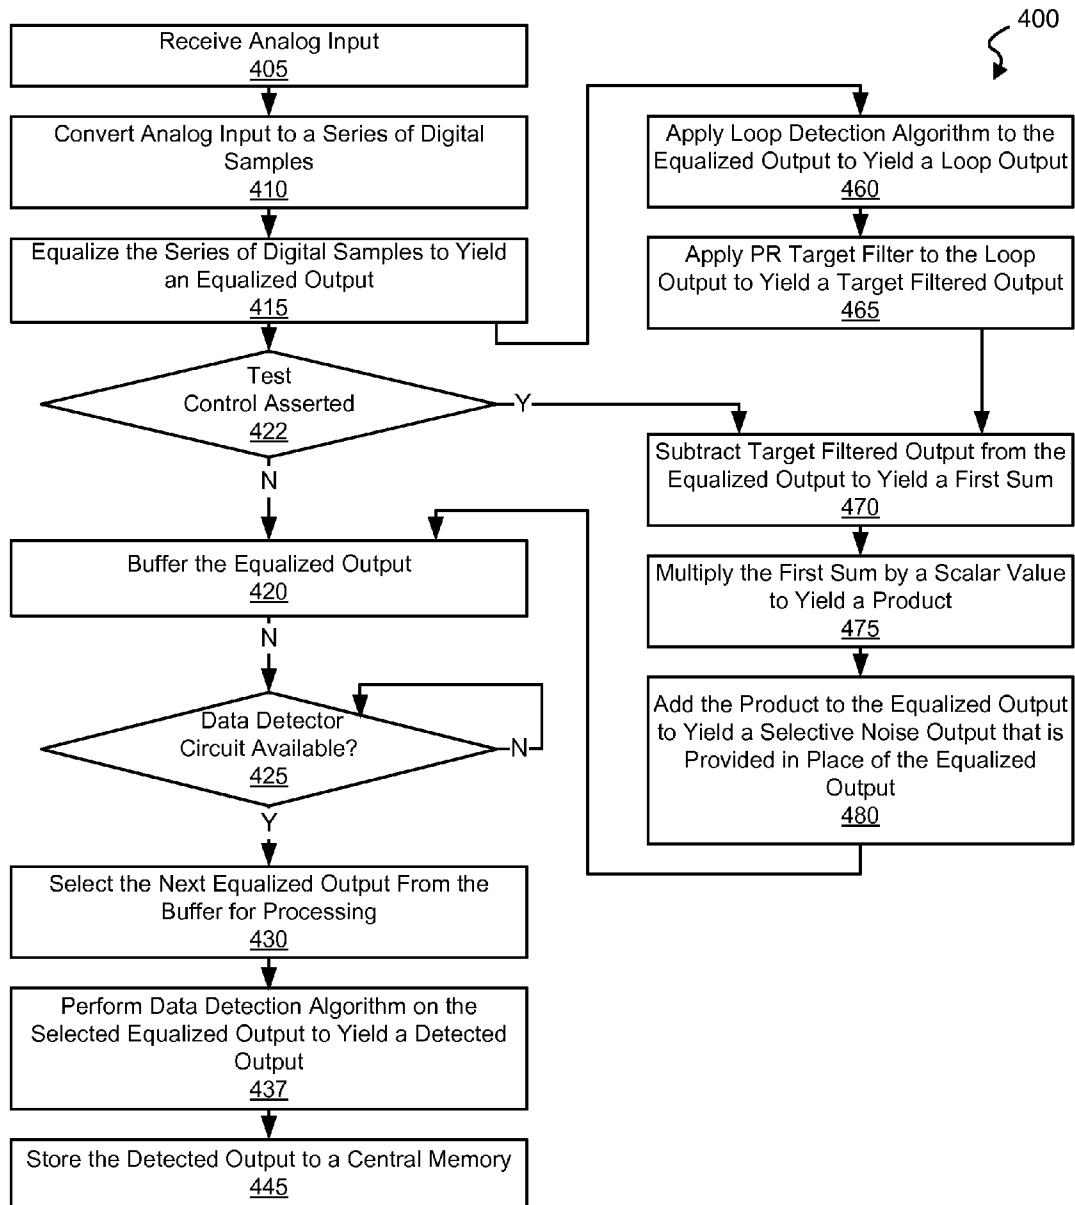 400
Receive Analog Input
405
Convert Analog Input to a Series of Digital
Samples
410
Equalize the Series of Digital Samples to Yield
an Equalized Output
415
Test
Control Asserted
422
Y
N
Buffer the Equalized Output
420
N
Data Detector
Circuit Available?
425
N
Y
Select the Next Equalized Output From the
Buffer for Processing
430
Perform Data Detection Algorithm on the
Selected Equalized Output to Yield a Detected
Output
437
Store the Detected Output to a Central Memory
445
Apply Loop Detection Algorithm to the
Equalized Output to Yield a Loop Output
460
Apply PR Target Filter to the Loop
Output to Yield a Target Filtered Output
465
Subtract Target Filtered Output from the
Equalized Output to Yield a First Sum
470
Multiply the First Sum by a Scalar Value
to Yield a Product
475
Add the Product to the Equalized Output
to Yield a Selective Noise Output that is
Provided in Place of the Equalized
Output
480